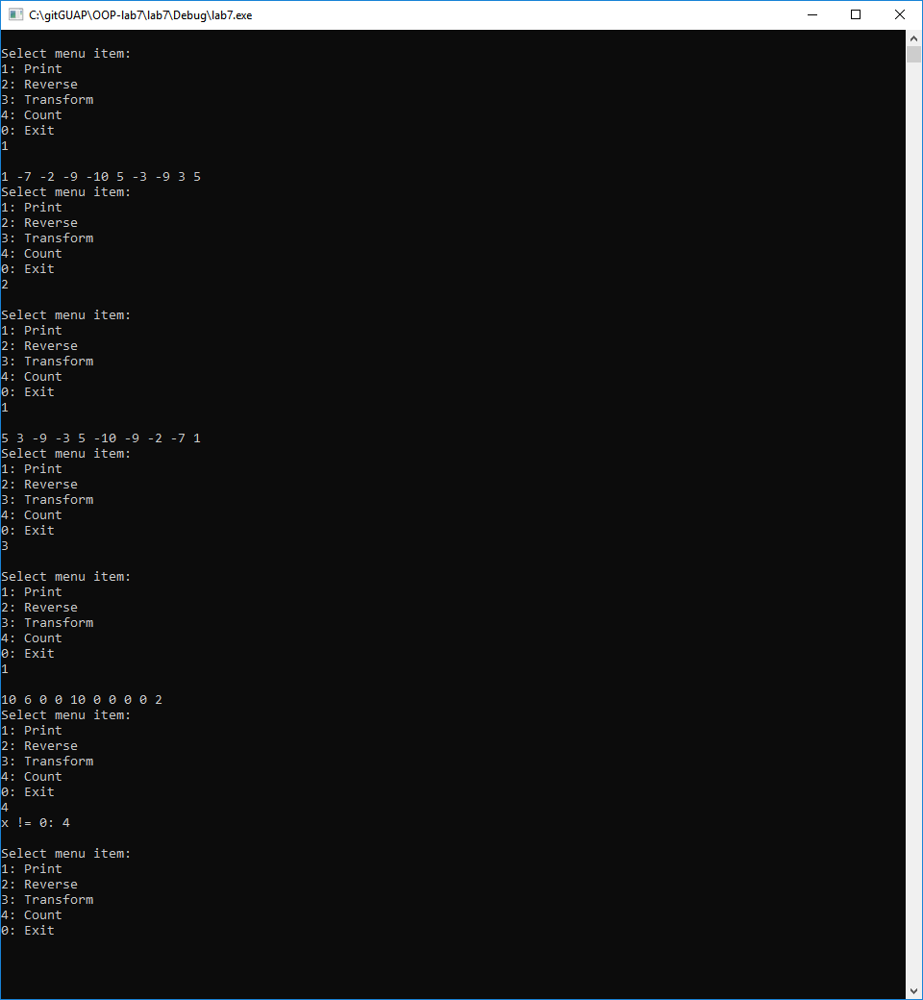 C:\gitGUAP\OOP-lab7\lab7\Debug\lab7.exe
Select menu item:
1: Print
2: Reverse
3: Transform
4: Count
0: Exit
1
1 -7 -2 -9 -10 5 -3 -9 3 5
Select menu item:
1: Print
2: Reverse
3: Transform
4: Count
0: Exit
2
Select menu item:
1: Print
2: Reverse
3: Transform
4: Count
0: Exit
1
5 3 -9 -3 5 -10 -9 -2 -7 1
Select menu item:
1: Print
2: Reverse
3: Transform
4: Count
0: Exit
3
Select menu item:
1: Print
2: Reverse
3: Transform
4: Count
0: Exit
1
10 6 0 0 10 0 0 0 0 2
Select menu item:
1: Print
2: Reverse
3: Transform
4: Count
0: Exit
4
x != 0: 4
Select menu item:
1: Print
2: Reverse
3: Transform
4: Count
0: Exit